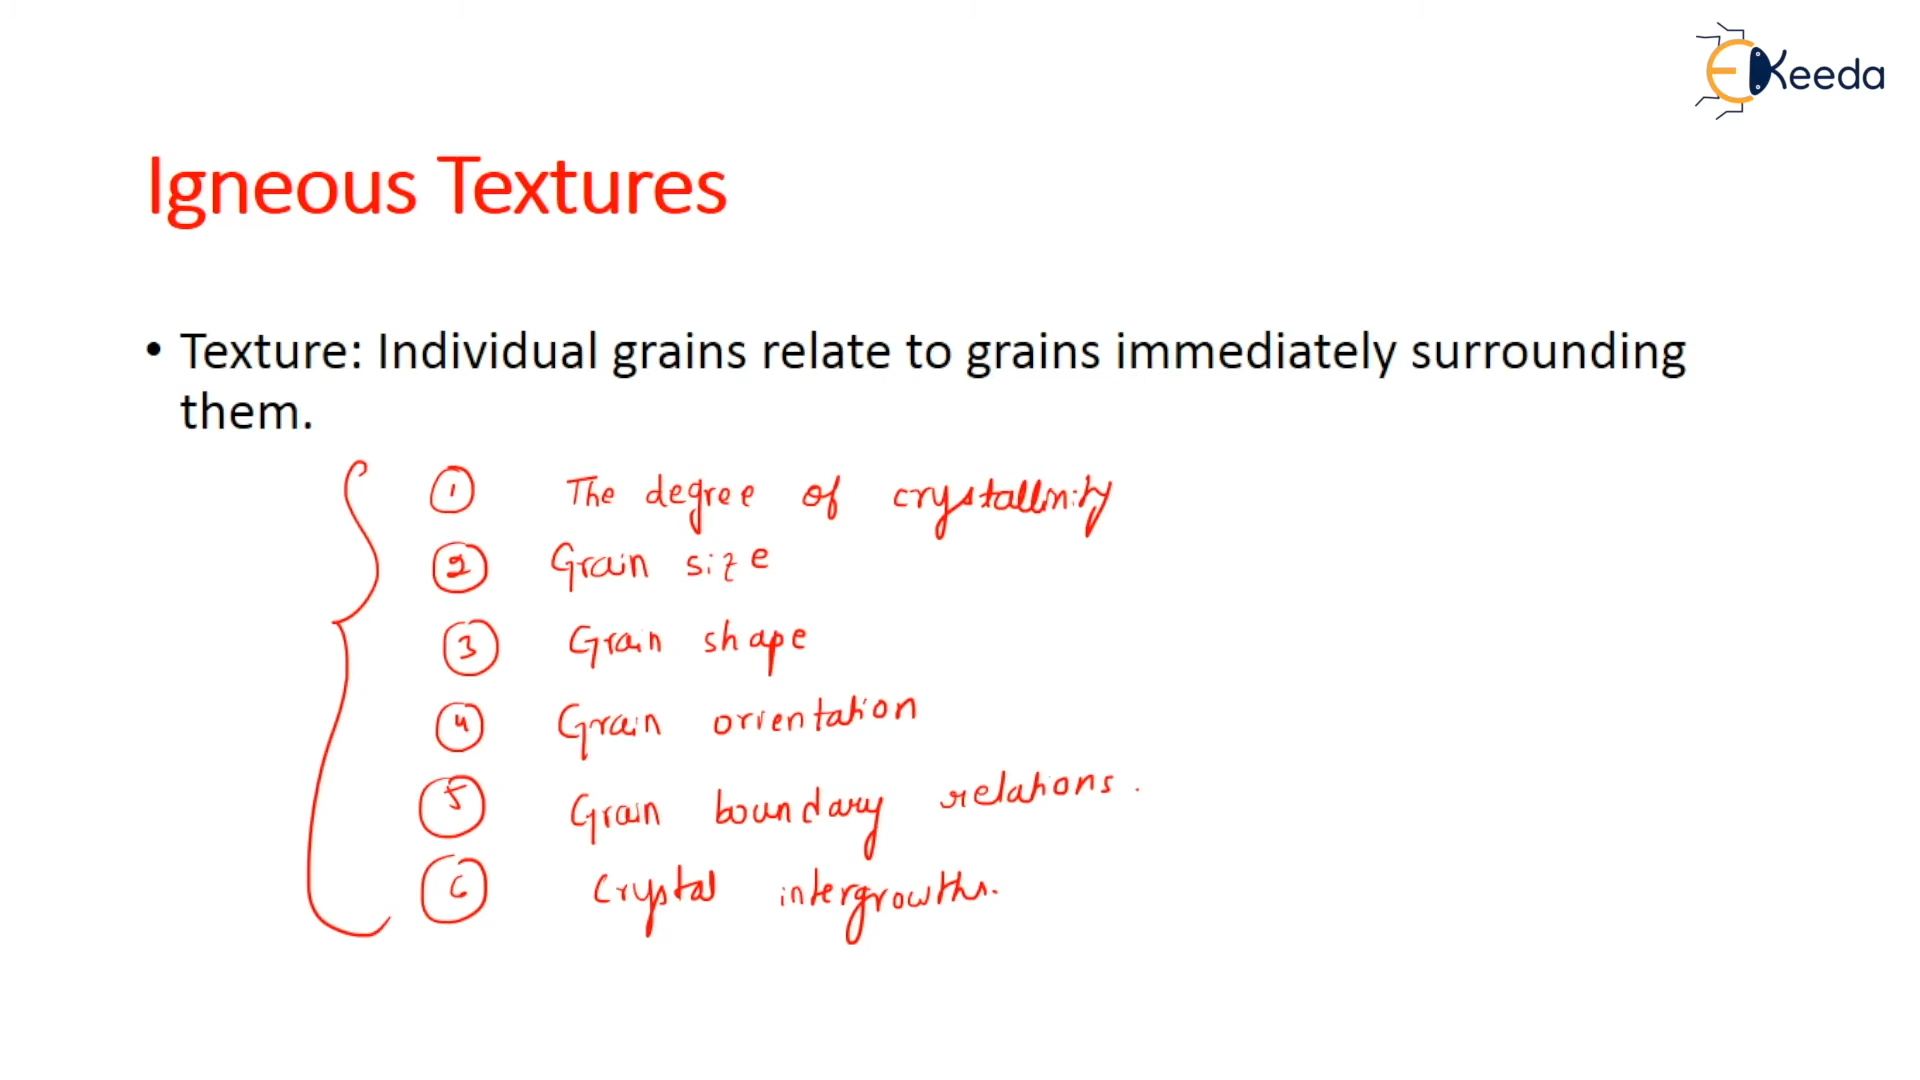 EKeeda
Igneous Textures
• Texture: Individual grains relate to grains immediately surrounding
them.
1 The degree of crystallinity
2 Grain size
3 Grain shape
4 Grain orientation
5 Grain boundary relations.
6 Crystal intergrowths.